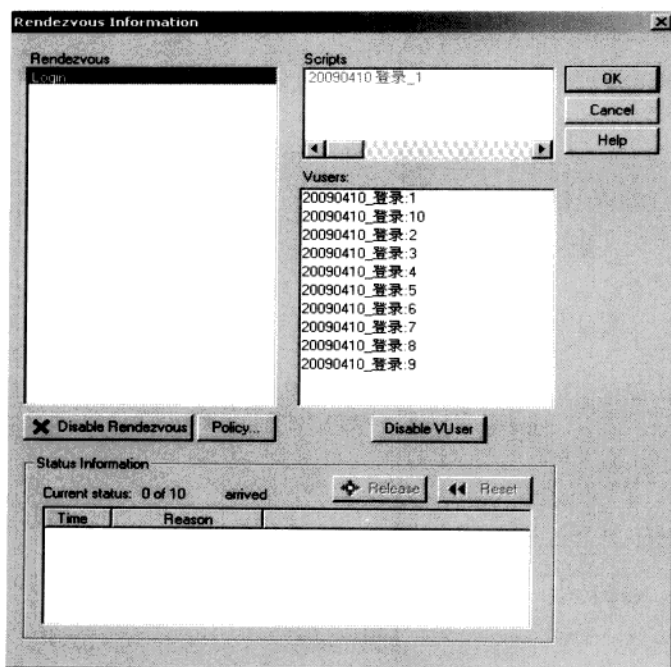 Rendezvous Information
Rendezvous
Login
Scripts
20090410 登录_1
OK
Cancel
Help
Vusers:
20090410_登录:1
20090410_登录:10
20090410_登录:2
20090410_登录:3
20090410_登录:4
20090410_登录:5
20090410_登录:6
20090410_登录:7
20090410_登录:8
20090410_登录:9
Disable Rendezvous
Policy...
Disable VUser
Status Information
Current status: 0 of 10 arrived
Release
Reset
Time Reason